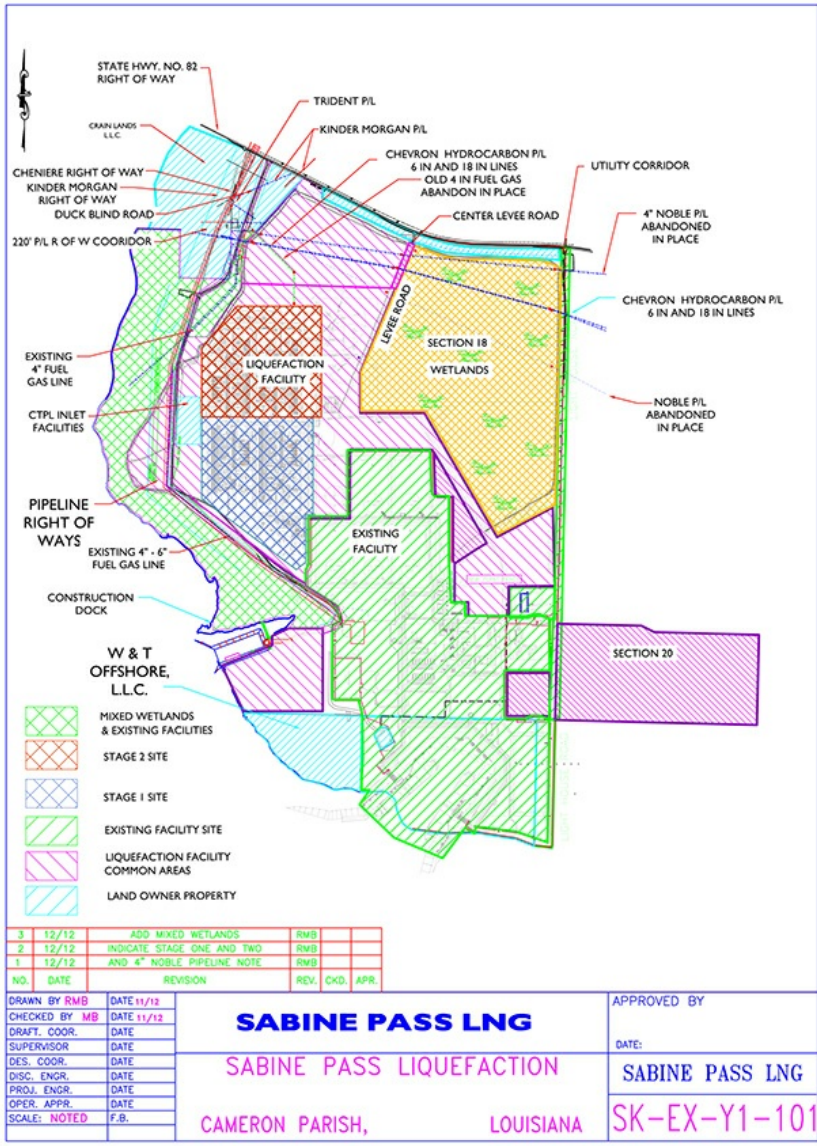 STATE HWY. NO. 82
RIGHT OF WAY
TRIDENT P/L
CRAIN LANDS
L.L.C.
KINDER MORGAN P/L
CHEVRON HYDROCARBON P/L
6 IN AND 18 IN LINES
OLD 4 IN FUEL GAS
ABANDON IN PLACE
UTILITY CORRIDOR
CHENIERE RIGHT OF WAY
KINDER MORGAN
RIGHT OF WAY
DUCK BLIND ROAD
CENTER LEVEE ROAD
4" NOBLE P/L
ABANDONED
IN PLACE
220' P/L R OF W COORIDOR
CHEVRON HYDROCARBON P/L
6 IN AND 18 IN LINES
LEVEE ROAD
SECTION 18
WETLANDS
EXISTING
4" FUEL
GAS LINE
LIQUEFACTION
FACILITY
NOBLE P/L
ABANDONED
IN PLACE
CTPL INLET
FACILITIES
PIPELINE
RIGHT OF
WAYS
EXISTING
FACILITY
EXISTING 4" - 6"
FUEL GAS LINE
CONSTRUCTION
DOCK
W & T
OFFSHORE,
L.L.C.
SECTION 20
MIXED WETLANDS
& EXISTING FACILITIES
STAGE 2 SITE
STAGE 1 SITE
EXISTING FACILITY SITE
LIQUEFACTION FACILITY
COMMON AREAS
LAND OWNER PROPERTY
3 12/12 ADD MIXED WETLANDS RMB
2 12/12 INDICATE STAGE ONE AND TWO RMB
1 12/12 AND 4" NOBLE PIPELINE NOTE RMB
NO. DATE REVISION REV. CKD. APR.
DRAWN BY RMB DATE 11/12
CHECKED BY MB DATE 11/12
DRAFT. COOR. DATE
SUPERVISOR DATE
DES. COOR. DATE
DISC. ENGR. DATE
PROJ. ENGR. DATE
OPER. APPR. DATE
SCALE: NOTED F.B.
SABINE PASS LNG
SABINE PASS LIQUEFACTION
CAMERON PARISH, LOUISIANA
APPROVED BY
DATE:
SABINE PASS LNG
SK-EX-Y1-101